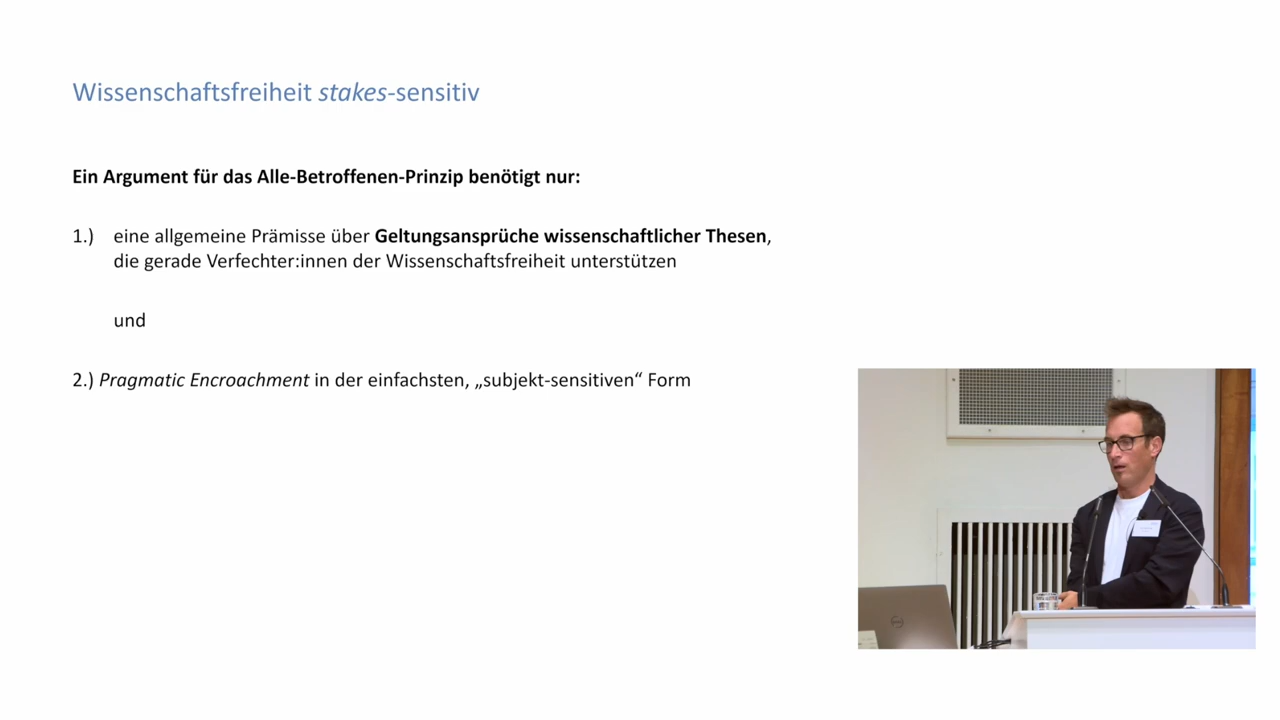 Wissenschaftsfreiheit stakes-sensitiv
Ein Argument für das Alle-Betroffenen-Prinzip benötigt nur:
1.) eine allgemeine Prämisse über Geltungsansprüche wissenschaftlicher Thesen,
die gerade Verfechter:innen der Wissenschaftsfreiheit unterstützen
und
2.) Pragmatic Encroachment in der einfachsten, „subjekt-sensitiven“ Form